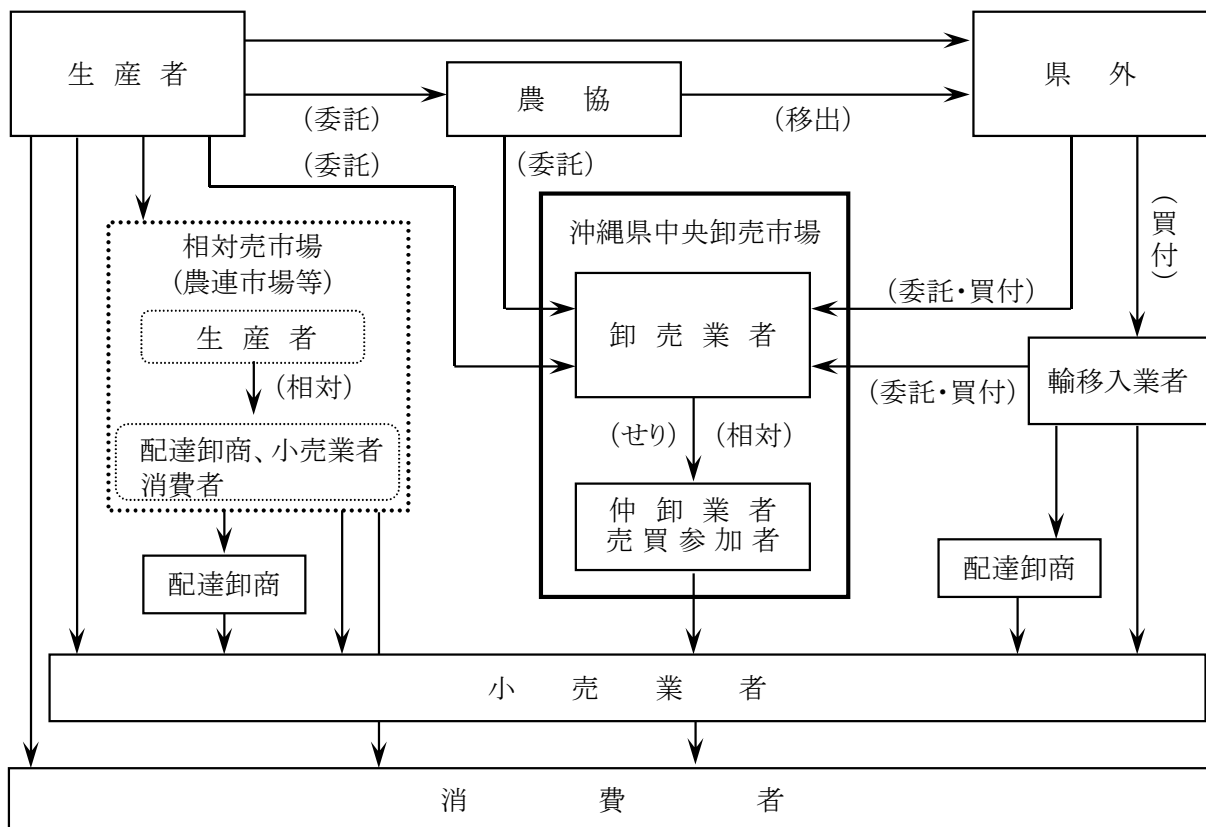 生産者
農協
県外
(委託)
(移出)
(委託)
(委託)
(買付)
相対売市場
(農連市場等)
沖縄県中央卸売市場
(委託・買付)
生産者
卸売業者
(相対)
輸移入業者
(委託・買付)
(せり)
(相対)
配達卸商、小売業者
消費者
仲卸業者
売買参加者
配達卸商
配達卸商
小売業者
消費者